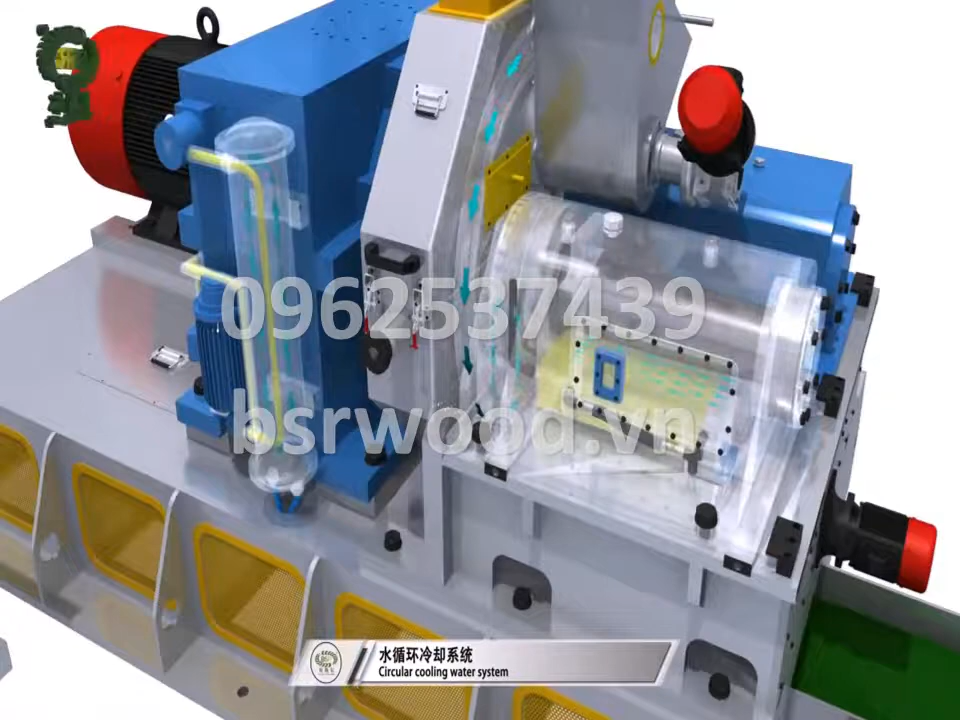 0962537439
bsrwood.vn
水循环冷却系统
Circular cooling water system